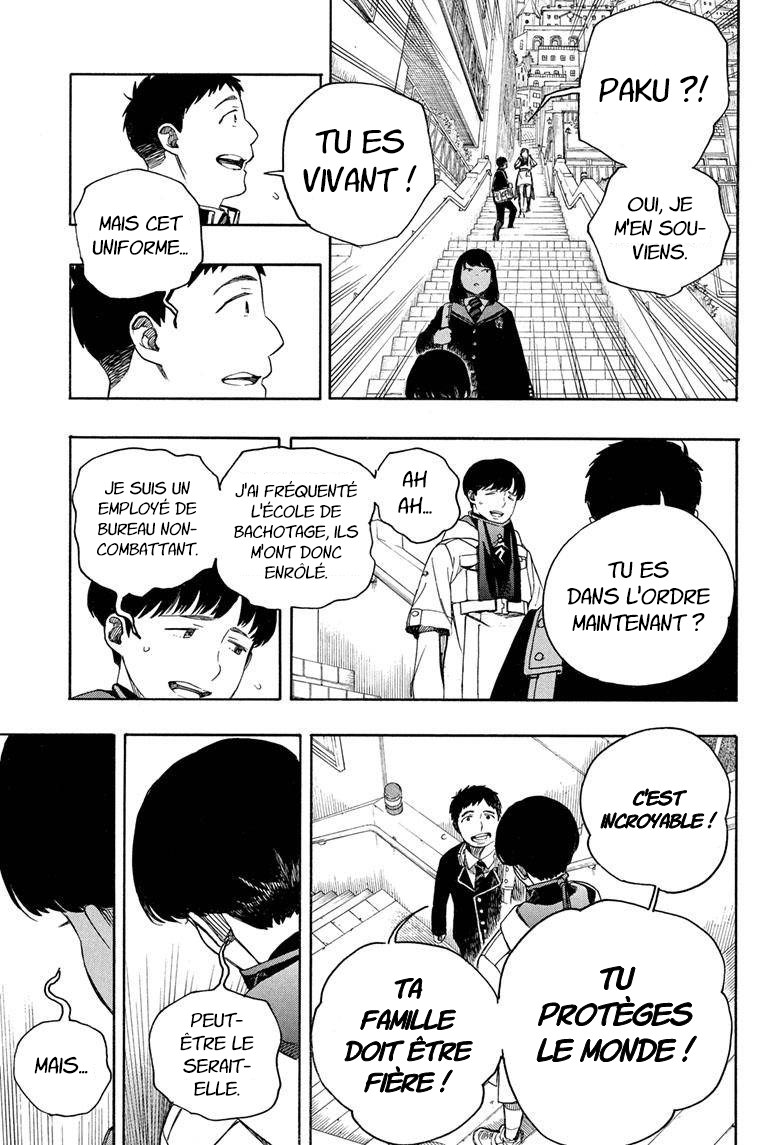 PAKU ?!
OUI, JE
M'EN SOU-
VIENS.
TU ES
VIVANT !
MAIS CET
UNIFORME...
TU ES
DANS L'ORDRE
MAINTENANT ?
AH
AH...
J'AI FRÉQUENTÉ
L'ÉCOLE DE
BACHOTAGE, ILS
M'ONT DONC
ENRÔLÉ.
JE SUIS UN
EMPLOYÉ DE
BUREAU NON-
COMBATTANT.
C'EST
INCROYABLE !
TU
PROTÈGES
LE MONDE !
TA
FAMILLE
DOIT ÊTRE
FIÈRE !
PEUT-
ÊTRE LE
SERAIT-
ELLE.
MAIS...